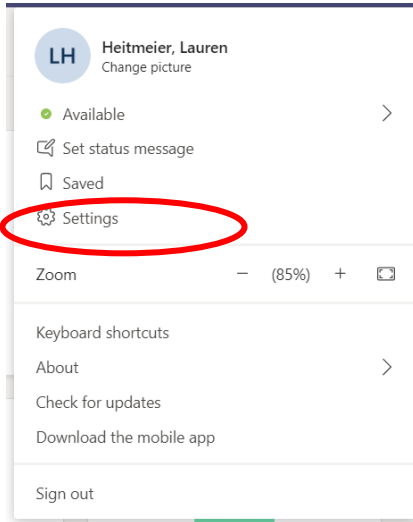 LH
Heitmeier, Lauren
Change picture
Available
Set status message
Saved
Settings
Zoom − (85%) +
Keyboard shortcuts
About
Check for updates
Download the mobile app
Sign out